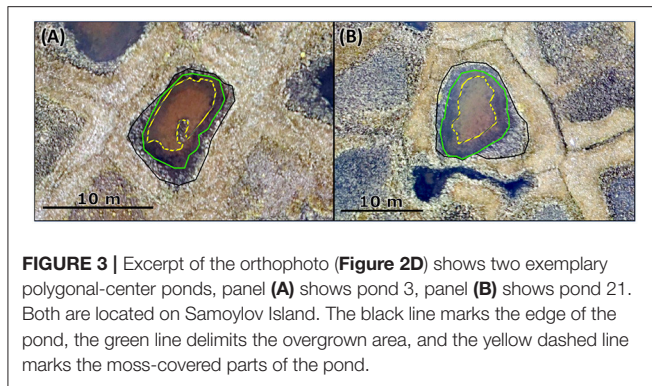 (A)
(B)
10 m
10 m
FIGURE 3 | Excerpt of the orthophoto (Figure 2D) shows two exemplary
polygonal-center ponds, panel (A) shows pond 3, panel (B) shows pond 21.
Both are located on Samoylov Island. The black line marks the edge of the
pond, the green line delimits the overgrown area, and the yellow dashed line
marks the moss-covered parts of the pond.